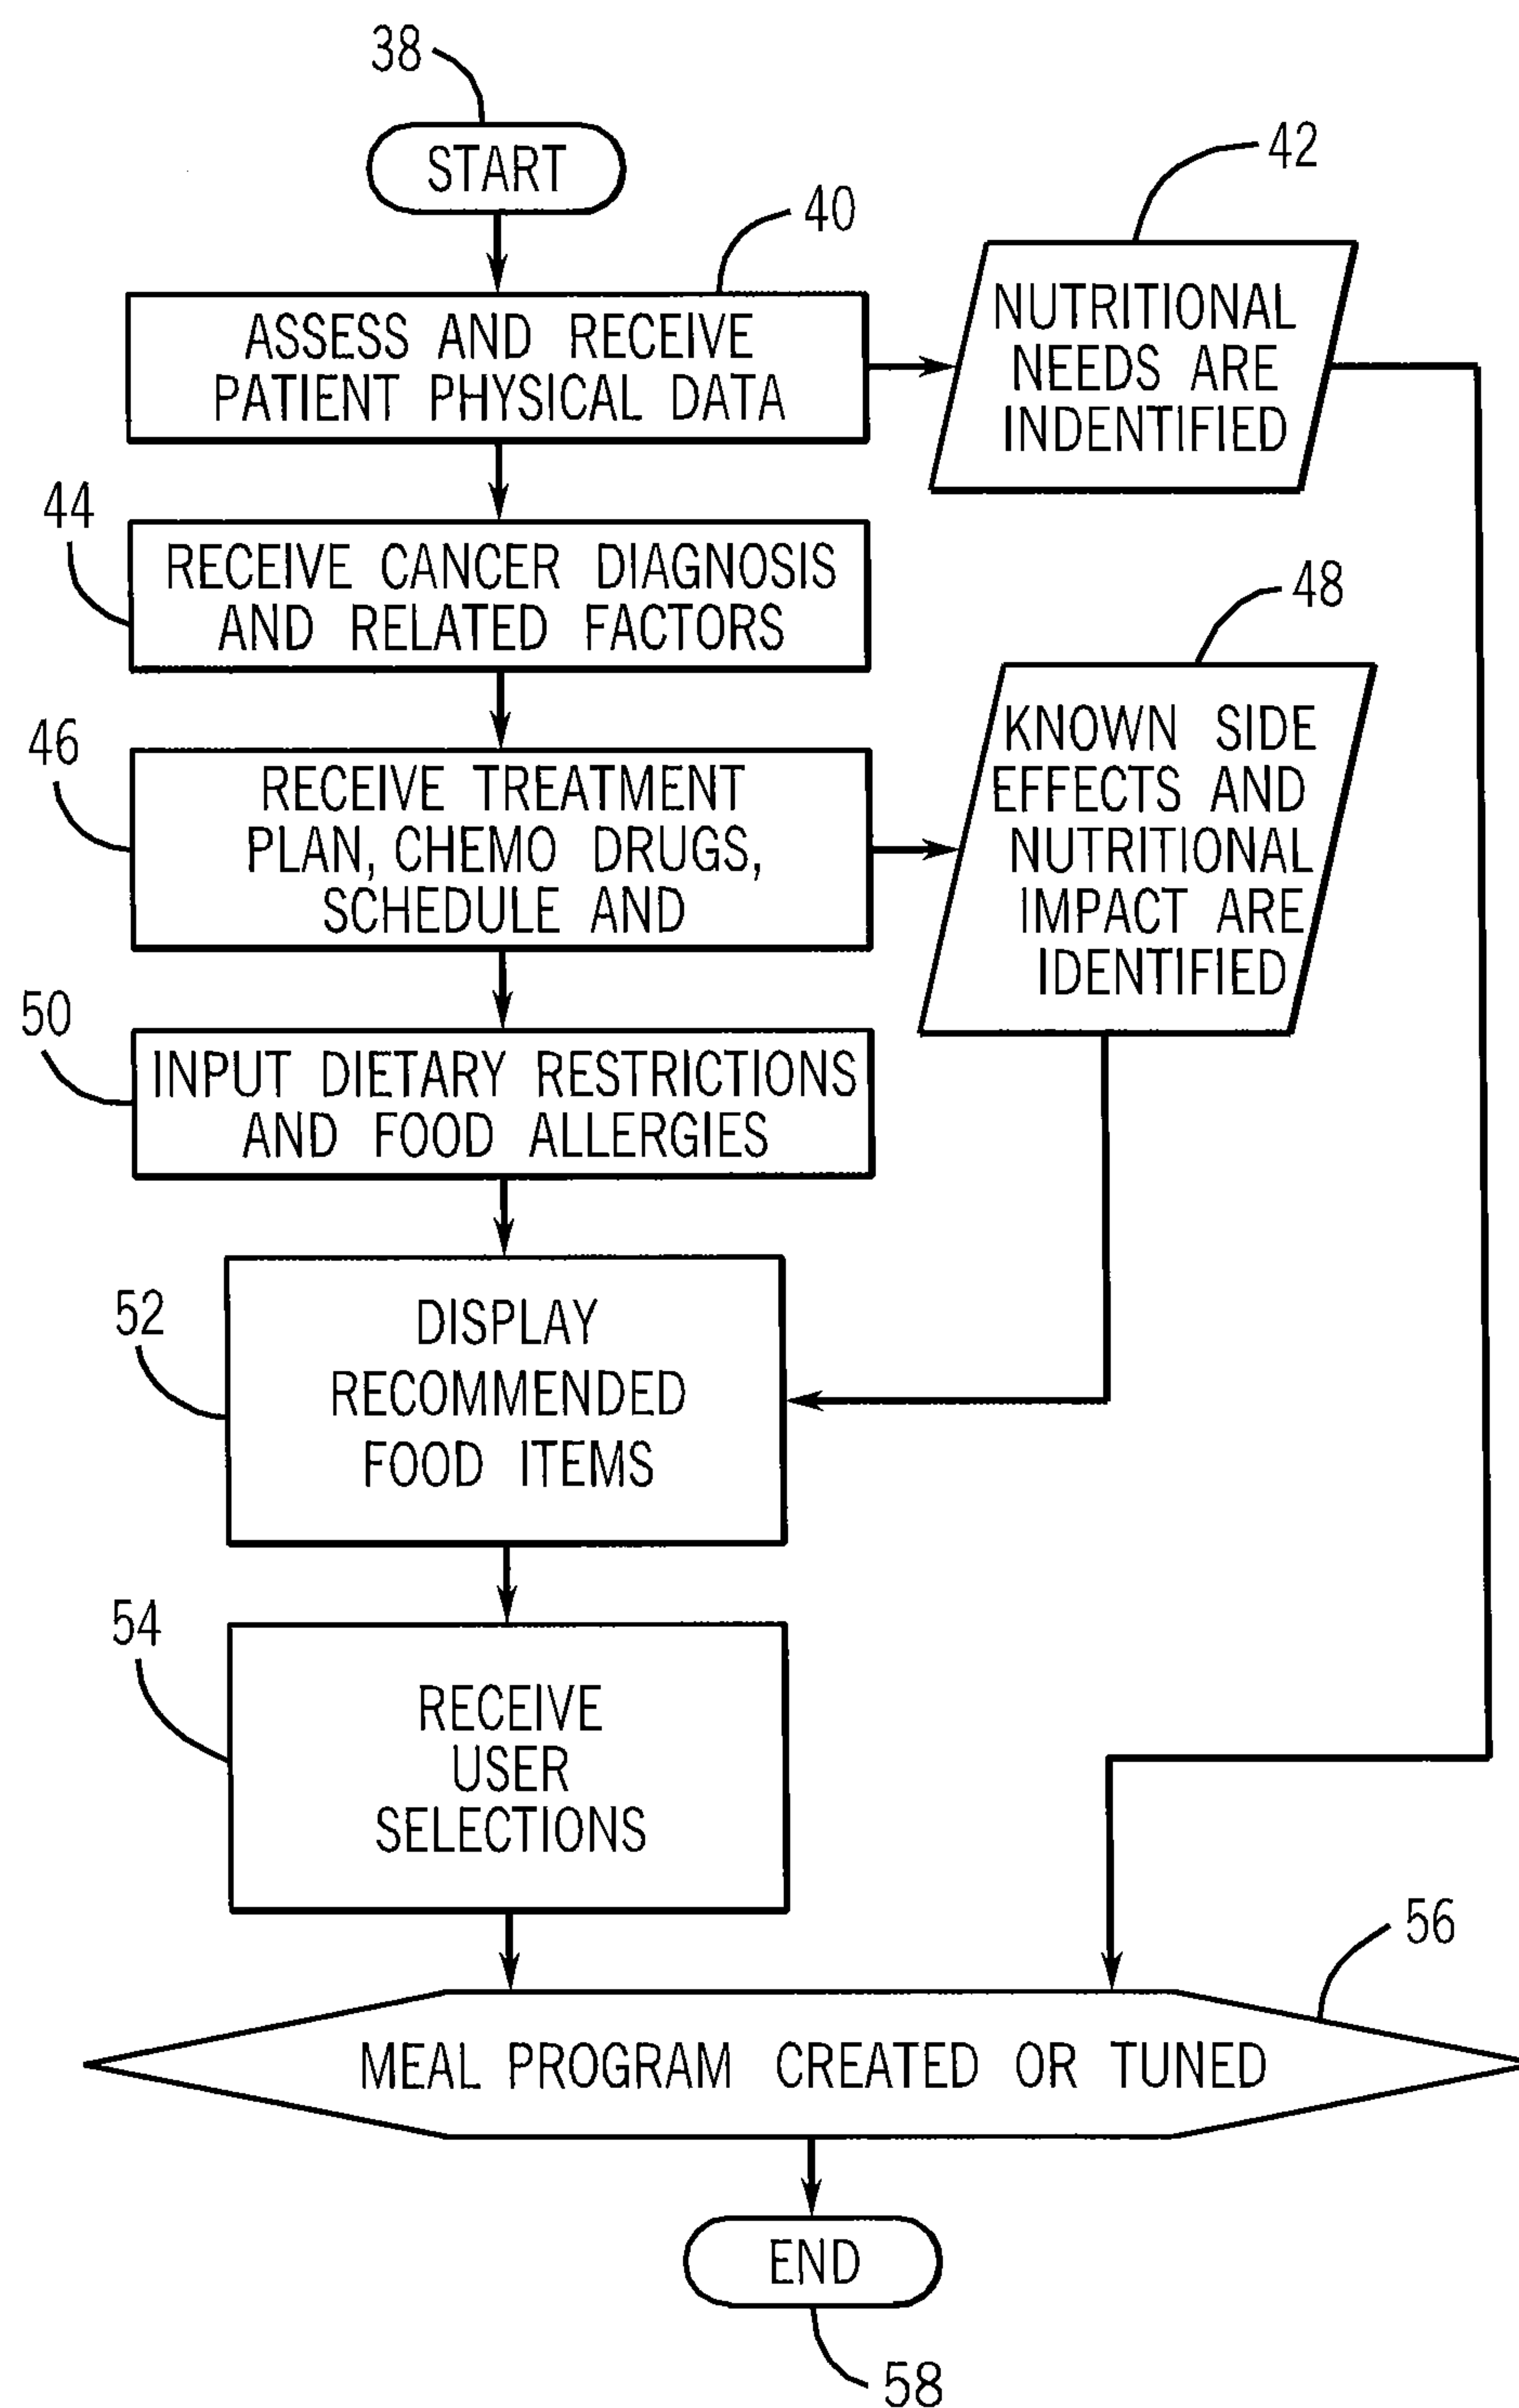 38
START
40
42
ASSESS AND RECEIVE
PATIENT PHYSICAL DATA
NUTRITIONAL
NEEDS ARE
INDENTIFIED
44
RECEIVE CANCER DIAGNOSIS
AND RELATED FACTORS
46
RECEIVE TREATMENT
PLAN, CHEMO DRUGS,
SCHEDULE AND
48
KNOWN SIDE
EFFECTS AND
NUTRITIONAL
IMPACT ARE
IDENTIFIED
50
INPUT DIETARY RESTRICTIONS
AND FOOD ALLERGIES
52
DISPLAY
RECOMMENDED
FOOD ITEMS
54
RECEIVE
USER
SELECTIONS
56
MEAL PROGRAM CREATED OR TUNED
END
58